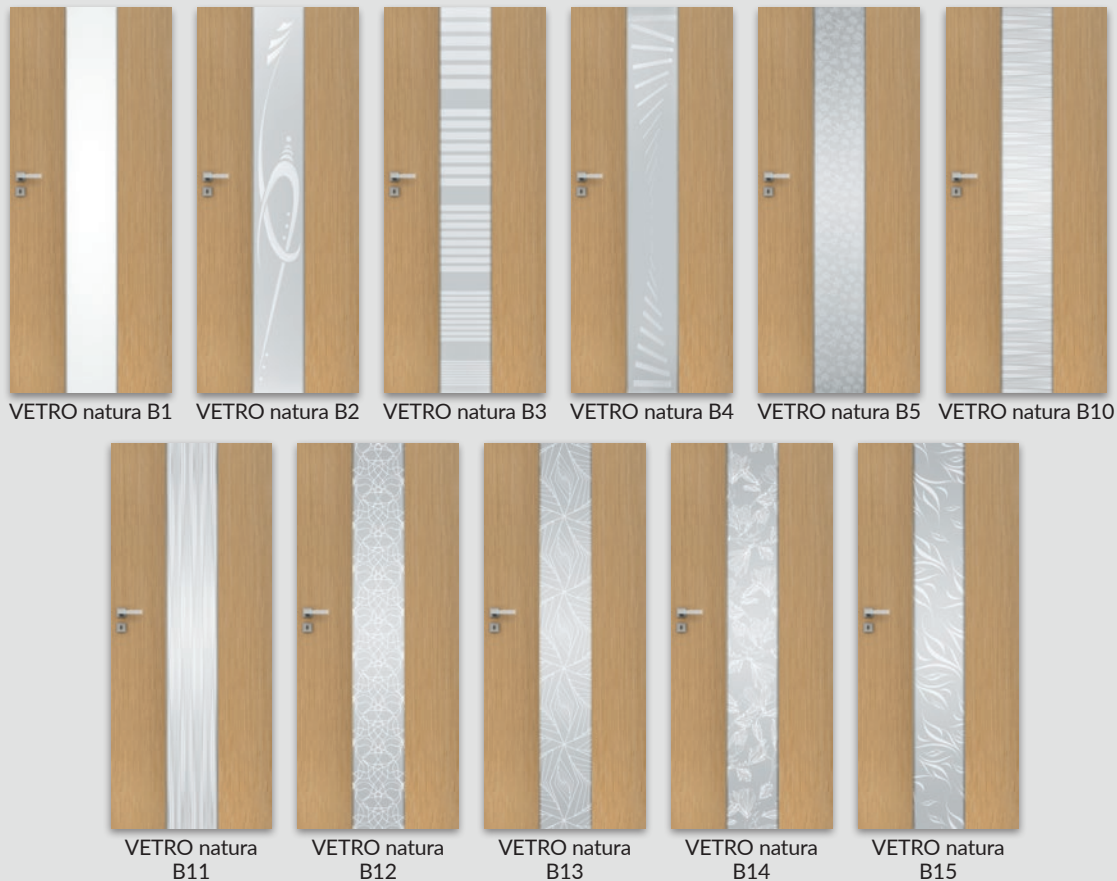 VETRO natura B1
VETRO natura B2
VETRO natura B3
VETRO natura B4
VETRO natura B5
VETRO natura B10
VETRO natura
B11
VETRO natura
B12
VETRO natura
B13
VETRO natura
B14
VETRO natura
B15